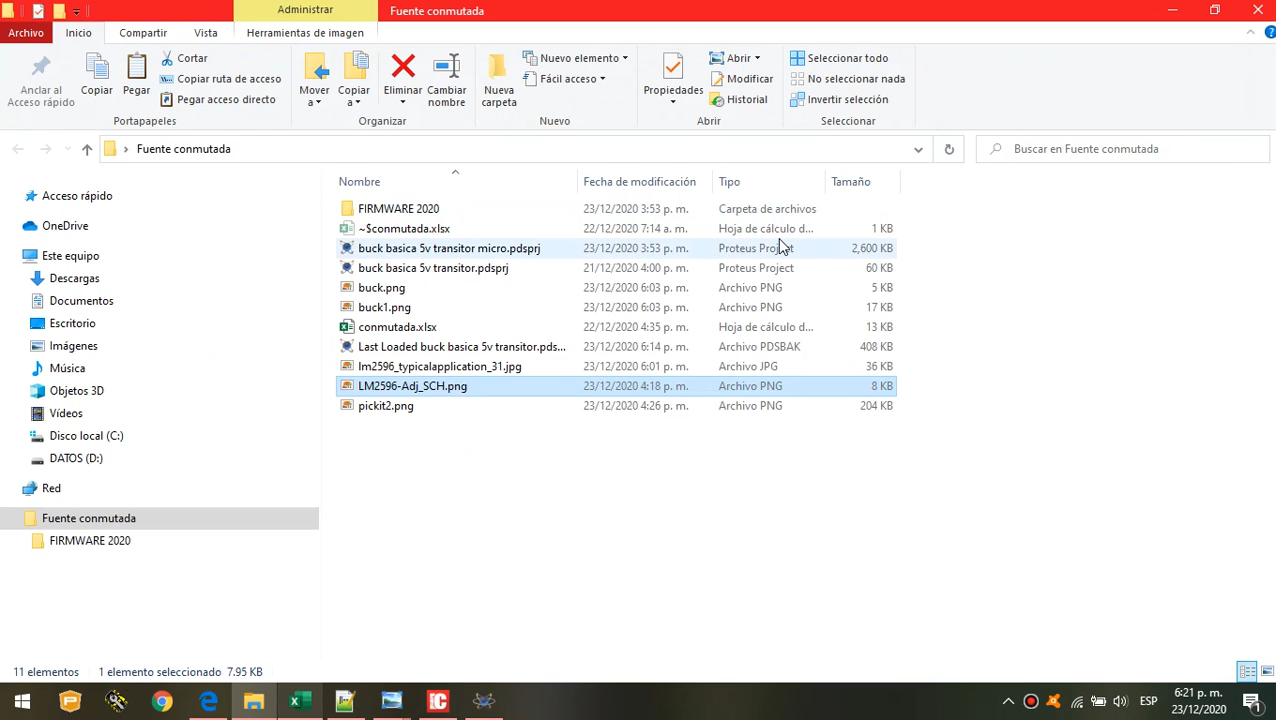 Administrar
Fuente conmutada
Archivo Inicio Compartir Vista Herramientas de imagen
Anclar al Acceso rápido
Copiar
Pegar
Cortar
Copiar ruta de acceso
Pegar acceso directo
Portapapeles
Mover a
Copiar a
Eliminar
Cambiar nombre
Organizar
Nueva carpeta
Nuevo elemento
Fácil acceso
Nuevo
Propiedades
Abrir
Modificar
Historial
Abrir
Seleccionar todo
No seleccionar nada
Invertir selección
Seleccionar
Fuente conmutada
Buscar en Fuente conmutada
Acceso rápido
OneDrive
Este equipo
Descargas
Documentos
Escritorio
Imágenes
Música
Objetos 3D
Vídeos
Disco local (C:)
DATOS (D:)
Red
Fuente conmutada
FIRMWARE 2020
Nombre Fecha de modificación Tipo Tamaño
FIRMWARE 2020 23/12/2020 3:53 p. m. Carpeta de archivos
~$conmutada.xlsx 22/12/2020 7:14 a. m. Hoja de cálculo d... 1 KB
buck basica 5v transitor micro.pdsprj 23/12/2020 3:53 p. m. Proteus Project 2,600 KB
buck basica 5v transitor.pdsprj 21/12/2020 4:00 p. m. Proteus Project 60 KB
buck.png 23/12/2020 6:03 p. m. Archivo PNG 5 KB
buck1.png 23/12/2020 6:03 p. m. Archivo PNG 17 KB
conmutada.xlsx 22/12/2020 4:35 p. m. Hoja de cálculo d... 13 KB
Last Loaded buck basica 5v transitor.pds... 23/12/2020 6:14 p. m. Archivo PDSBAK 408 KB
lm2596_typicalapplication_31.jpg 23/12/2020 6:01 p. m. Archivo JPG 36 KB
LM2596-Adj_SCH.png 23/12/2020 4:18 p. m. Archivo PNG 8 KB
pickit2.png 23/12/2020 4:26 p. m. Archivo PNG 204 KB
11 elementos 1 elemento seleccionado 7.95 KB
ESP
6:21 p. m.
23/12/2020